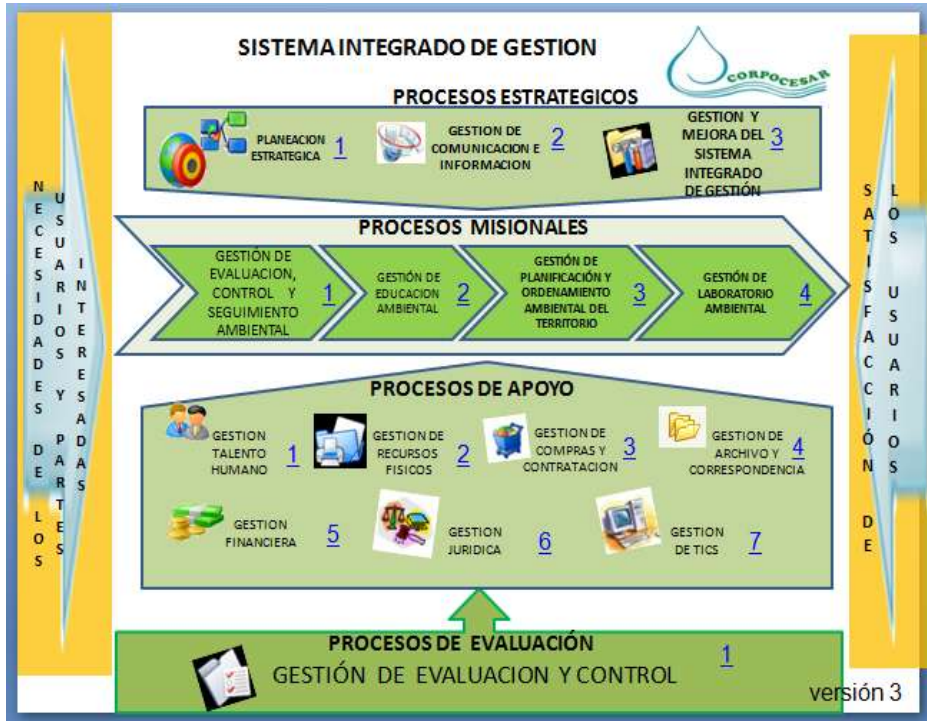 SISTEMA INTEGRADO DE GESTION
CORPOCESAR
PROCESOS ESTRATEGICOS
PLANEACION
ESTRATEGICA
1
GESTION DE
COMUNICACION E
INFORMACION
2
GESTION Y
MEJORA DEL
SISTEMA
INTEGRADO
DE GESTIÓN
3
NECESIDADES DE LOS
USUARIOS Y PARTES
INTERESADAS
PROCESOS MISIONALES
GESTIÓN DE
EVALUACION,
CONTROL Y
SEGUIMIENTO
AMBIENTAL
1
GESTIÓN DE
EDUCACION
AMBIENTAL
2
GESTIÓN DE
PLANIFICACIÓN Y
ORDENAMIENTO
AMBIENTAL DEL
TERRITORIO
3
GESTIÓN DE
LABORATORIO
AMBIENTAL
4
SATISFACCIÓN DE
LOS USUARIOS
PROCESOS DE APOYO
GESTION
TALENTO
HUMANO
1
GESTION DE
RECURSOS
FISICOS
2
GESTION DE
COMPRAS Y
CONTRATACION
3
GESTION DE
ARCHIVO Y
CORRESPONDENCIA
4
GESTION
FINANCIERA
5
GESTION
JURIDICA
6
GESTION
DE TICS
7
PROCESOS DE EVALUACIÓN
GESTIÓN DE EVALUACION Y CONTROL
1
versión 3